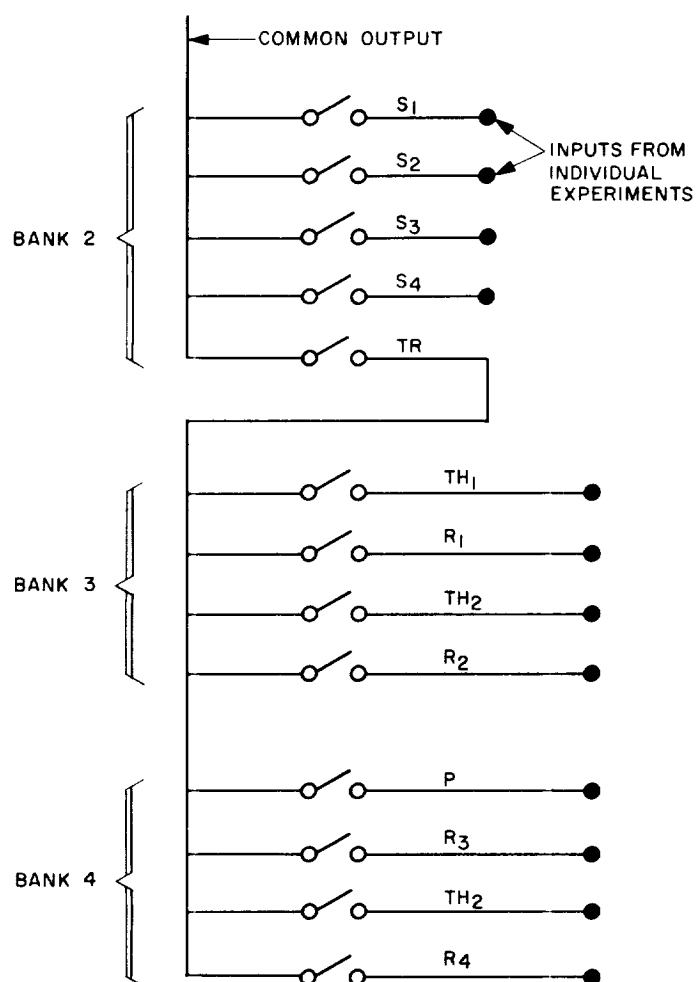 COMMON OUTPUT
S1
INPUTS FROM
INDIVIDUAL
EXPERIMENTS
S2
BANK 2
S3
S4
TR
TH1
R1
BANK 3
TH2
R2
P
R3
BANK 4
TH2
R4